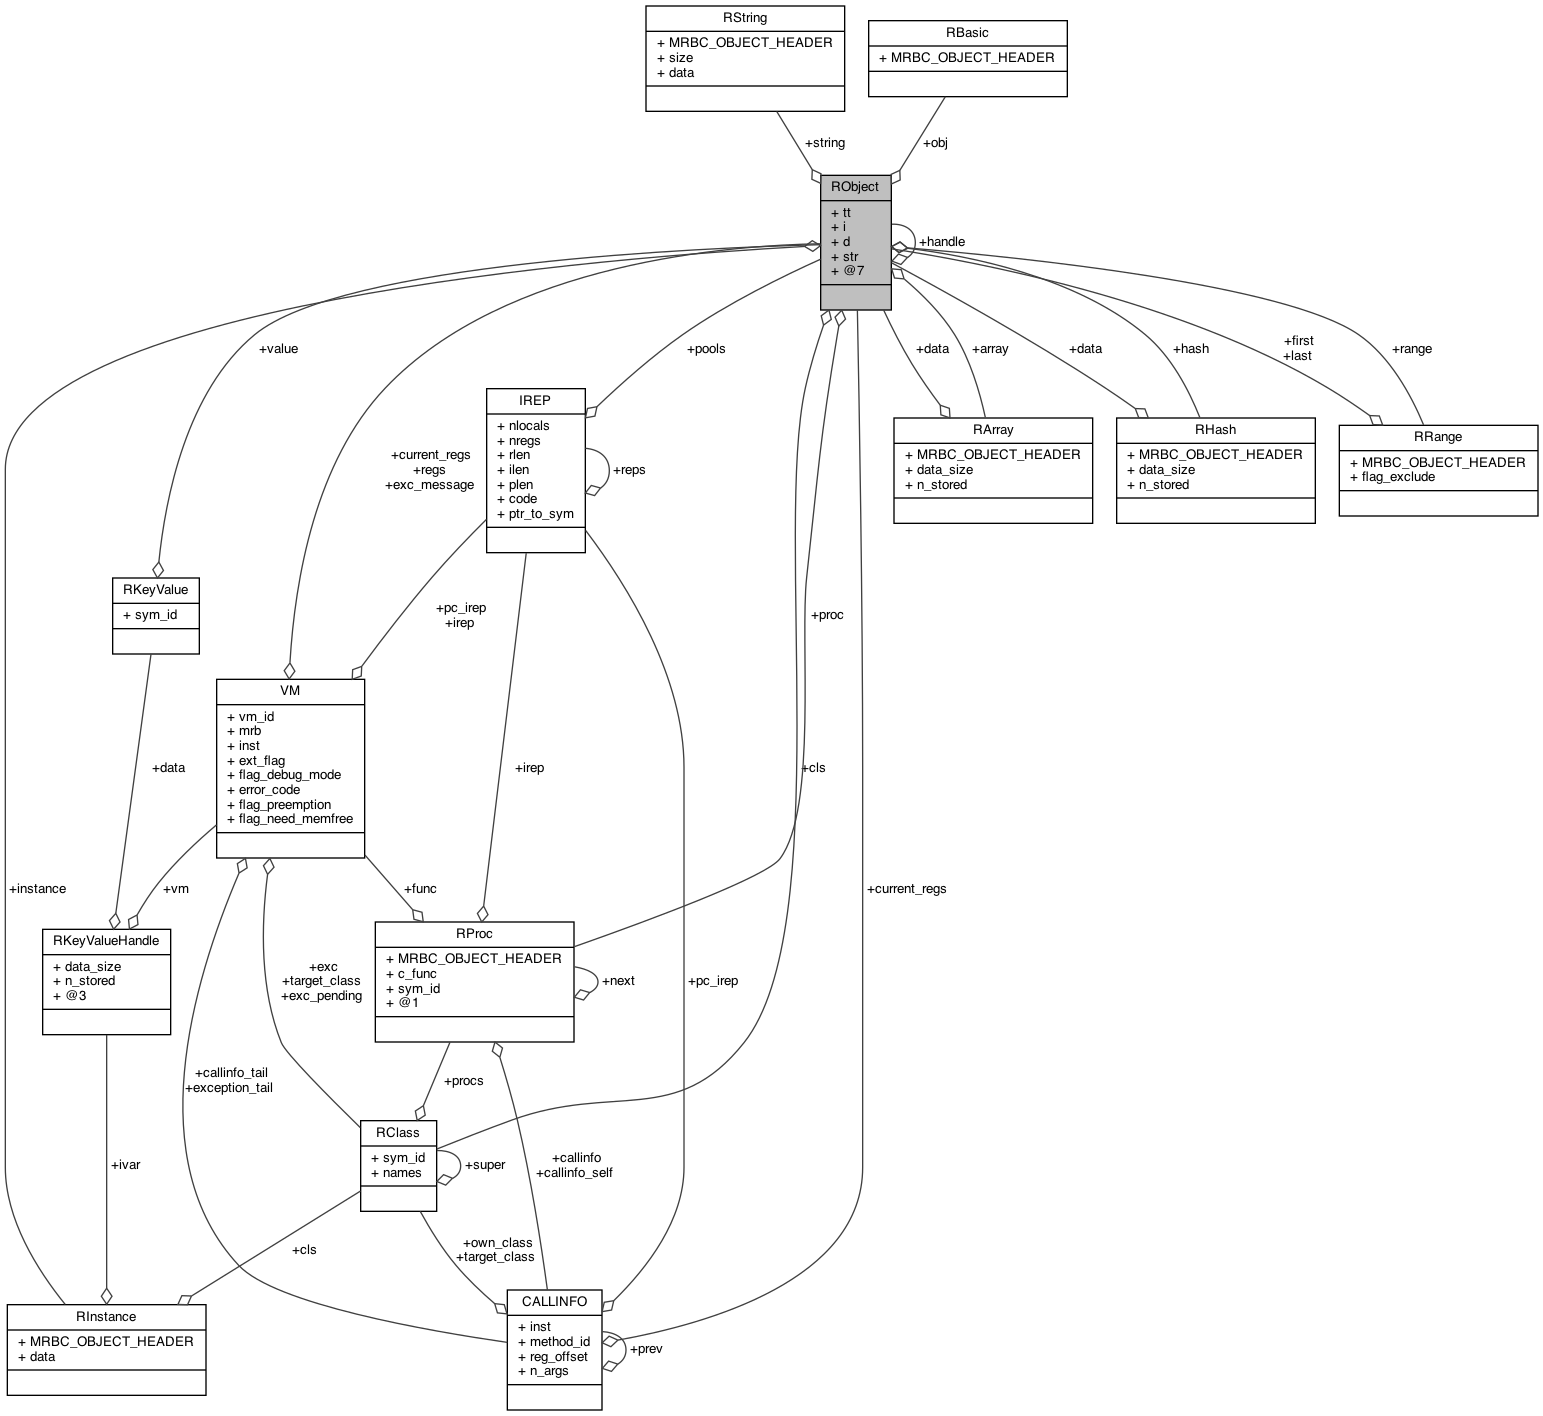 RString
+ MRBC_OBJECT_HEADER
+ size
+ data
RBasic
+ MRBC_OBJECT_HEADER
+string
+obj
RObject
+ tt
+ i
+ d
+ str
+ @7
+handle
+value
+pools
+data
+array
+data
+hash
+first
+last
+range
IREP
+ nlocals
+ nregs
+ rlen
+ ilen
+ plen
+ code
+ ptr_to_sym
+reps
+current_regs
+regs
+exc_message
RArray
+ MRBC_OBJECT_HEADER
+ data_size
+ n_stored
RHash
+ MRBC_OBJECT_HEADER
+ data_size
+ n_stored
RRange
+ MRBC_OBJECT_HEADER
+ flag_exclude
RKeyValue
+ sym_id
+pc_irep
+irep
+proc
VM
+ vm_id
+ mrb
+ inst
+ ext_flag
+ flag_debug_mode
+ error_code
+ flag_preemption
+ flag_need_memfree
+data
+irep
+cls
+instance
+vm
+func
+current_regs
RKeyValueHandle
+ data_size
+ n_stored
+ @3
RProc
+ MRBC_OBJECT_HEADER
+ c_func
+ sym_id
+ @1
+next
+exc
+target_class
+exc_pending
+pc_irep
+callinfo_tail
+exception_tail
+procs
RClass
+ sym_id
+ names
+super
+ivar
+callinfo
+callinfo_self
+cls
+own_class
+target_class
RInstance
+ MRBC_OBJECT_HEADER
+ data
CALLINFO
+ inst
+ method_id
+ reg_offset
+ n_args
+prev